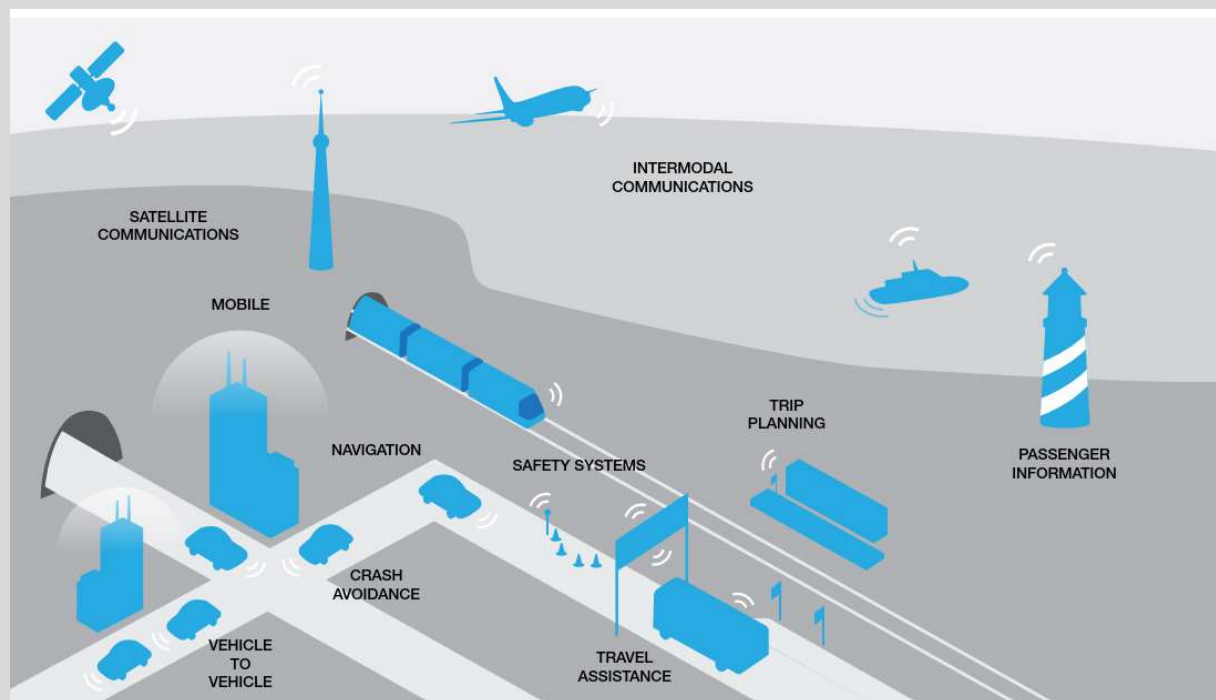 INTERMODAL
COMMUNICATIONS
SATELLITE
COMMUNICATIONS
MOBILE
TRIP
PLANNING
NAVIGATION
SAFETY SYSTEMS
PASSENGER
INFORMATION
CRASH
AVOIDANCE
VEHICLE
TO
VEHICLE
TRAVEL
ASSISTANCE